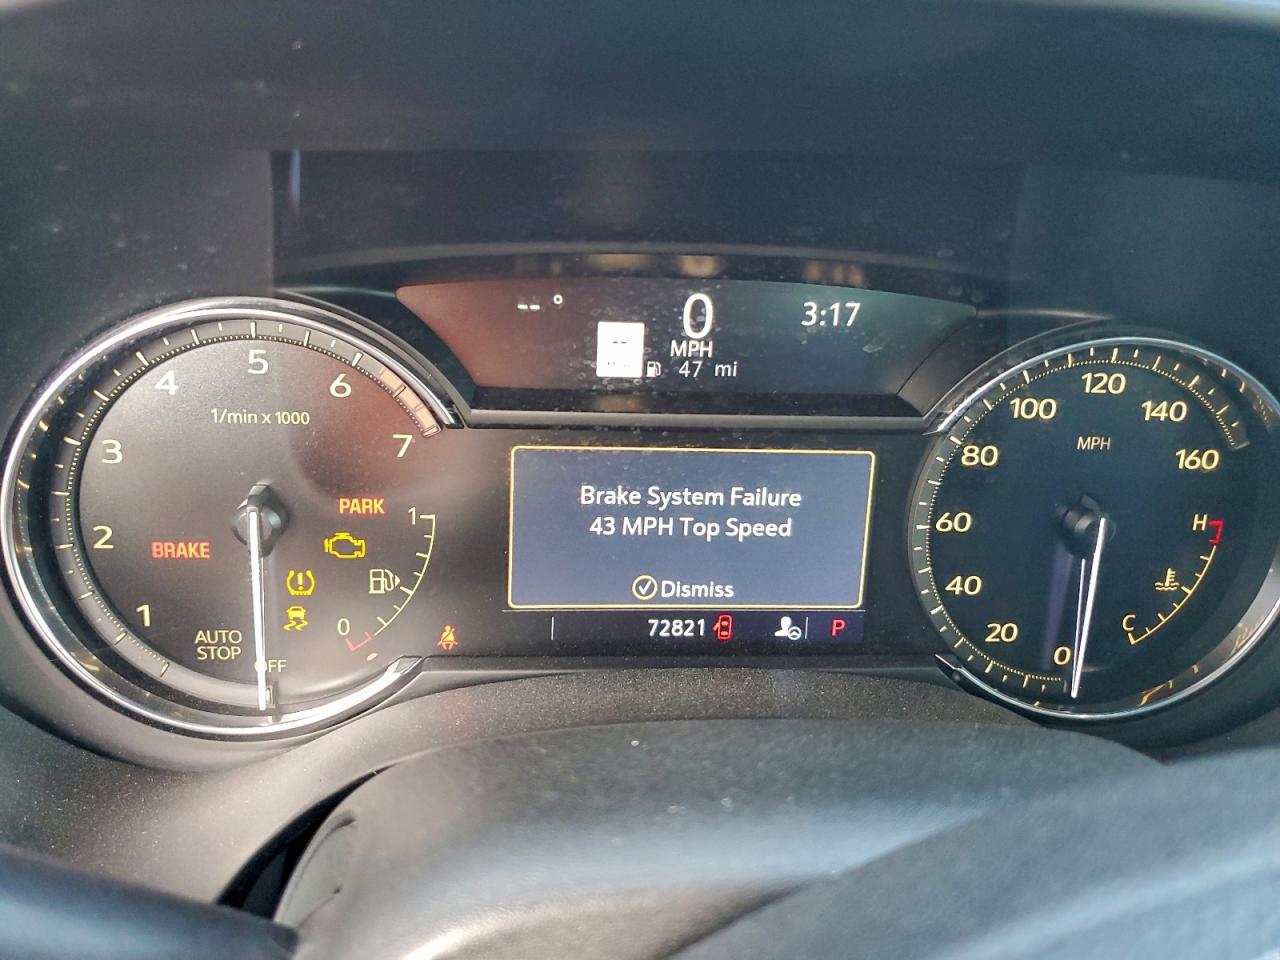 -- °
0
MPH
3:17
--
47 mi
1
2
3
4
5
6
7
1/min x 1000
PARK
BRAKE
1
0
AUTO
STOP
OFF
Brake System Failure
43 MPH Top Speed
Dismiss
72821
P
0
20
40
60
80
100
120
140
160
MPH
H
C